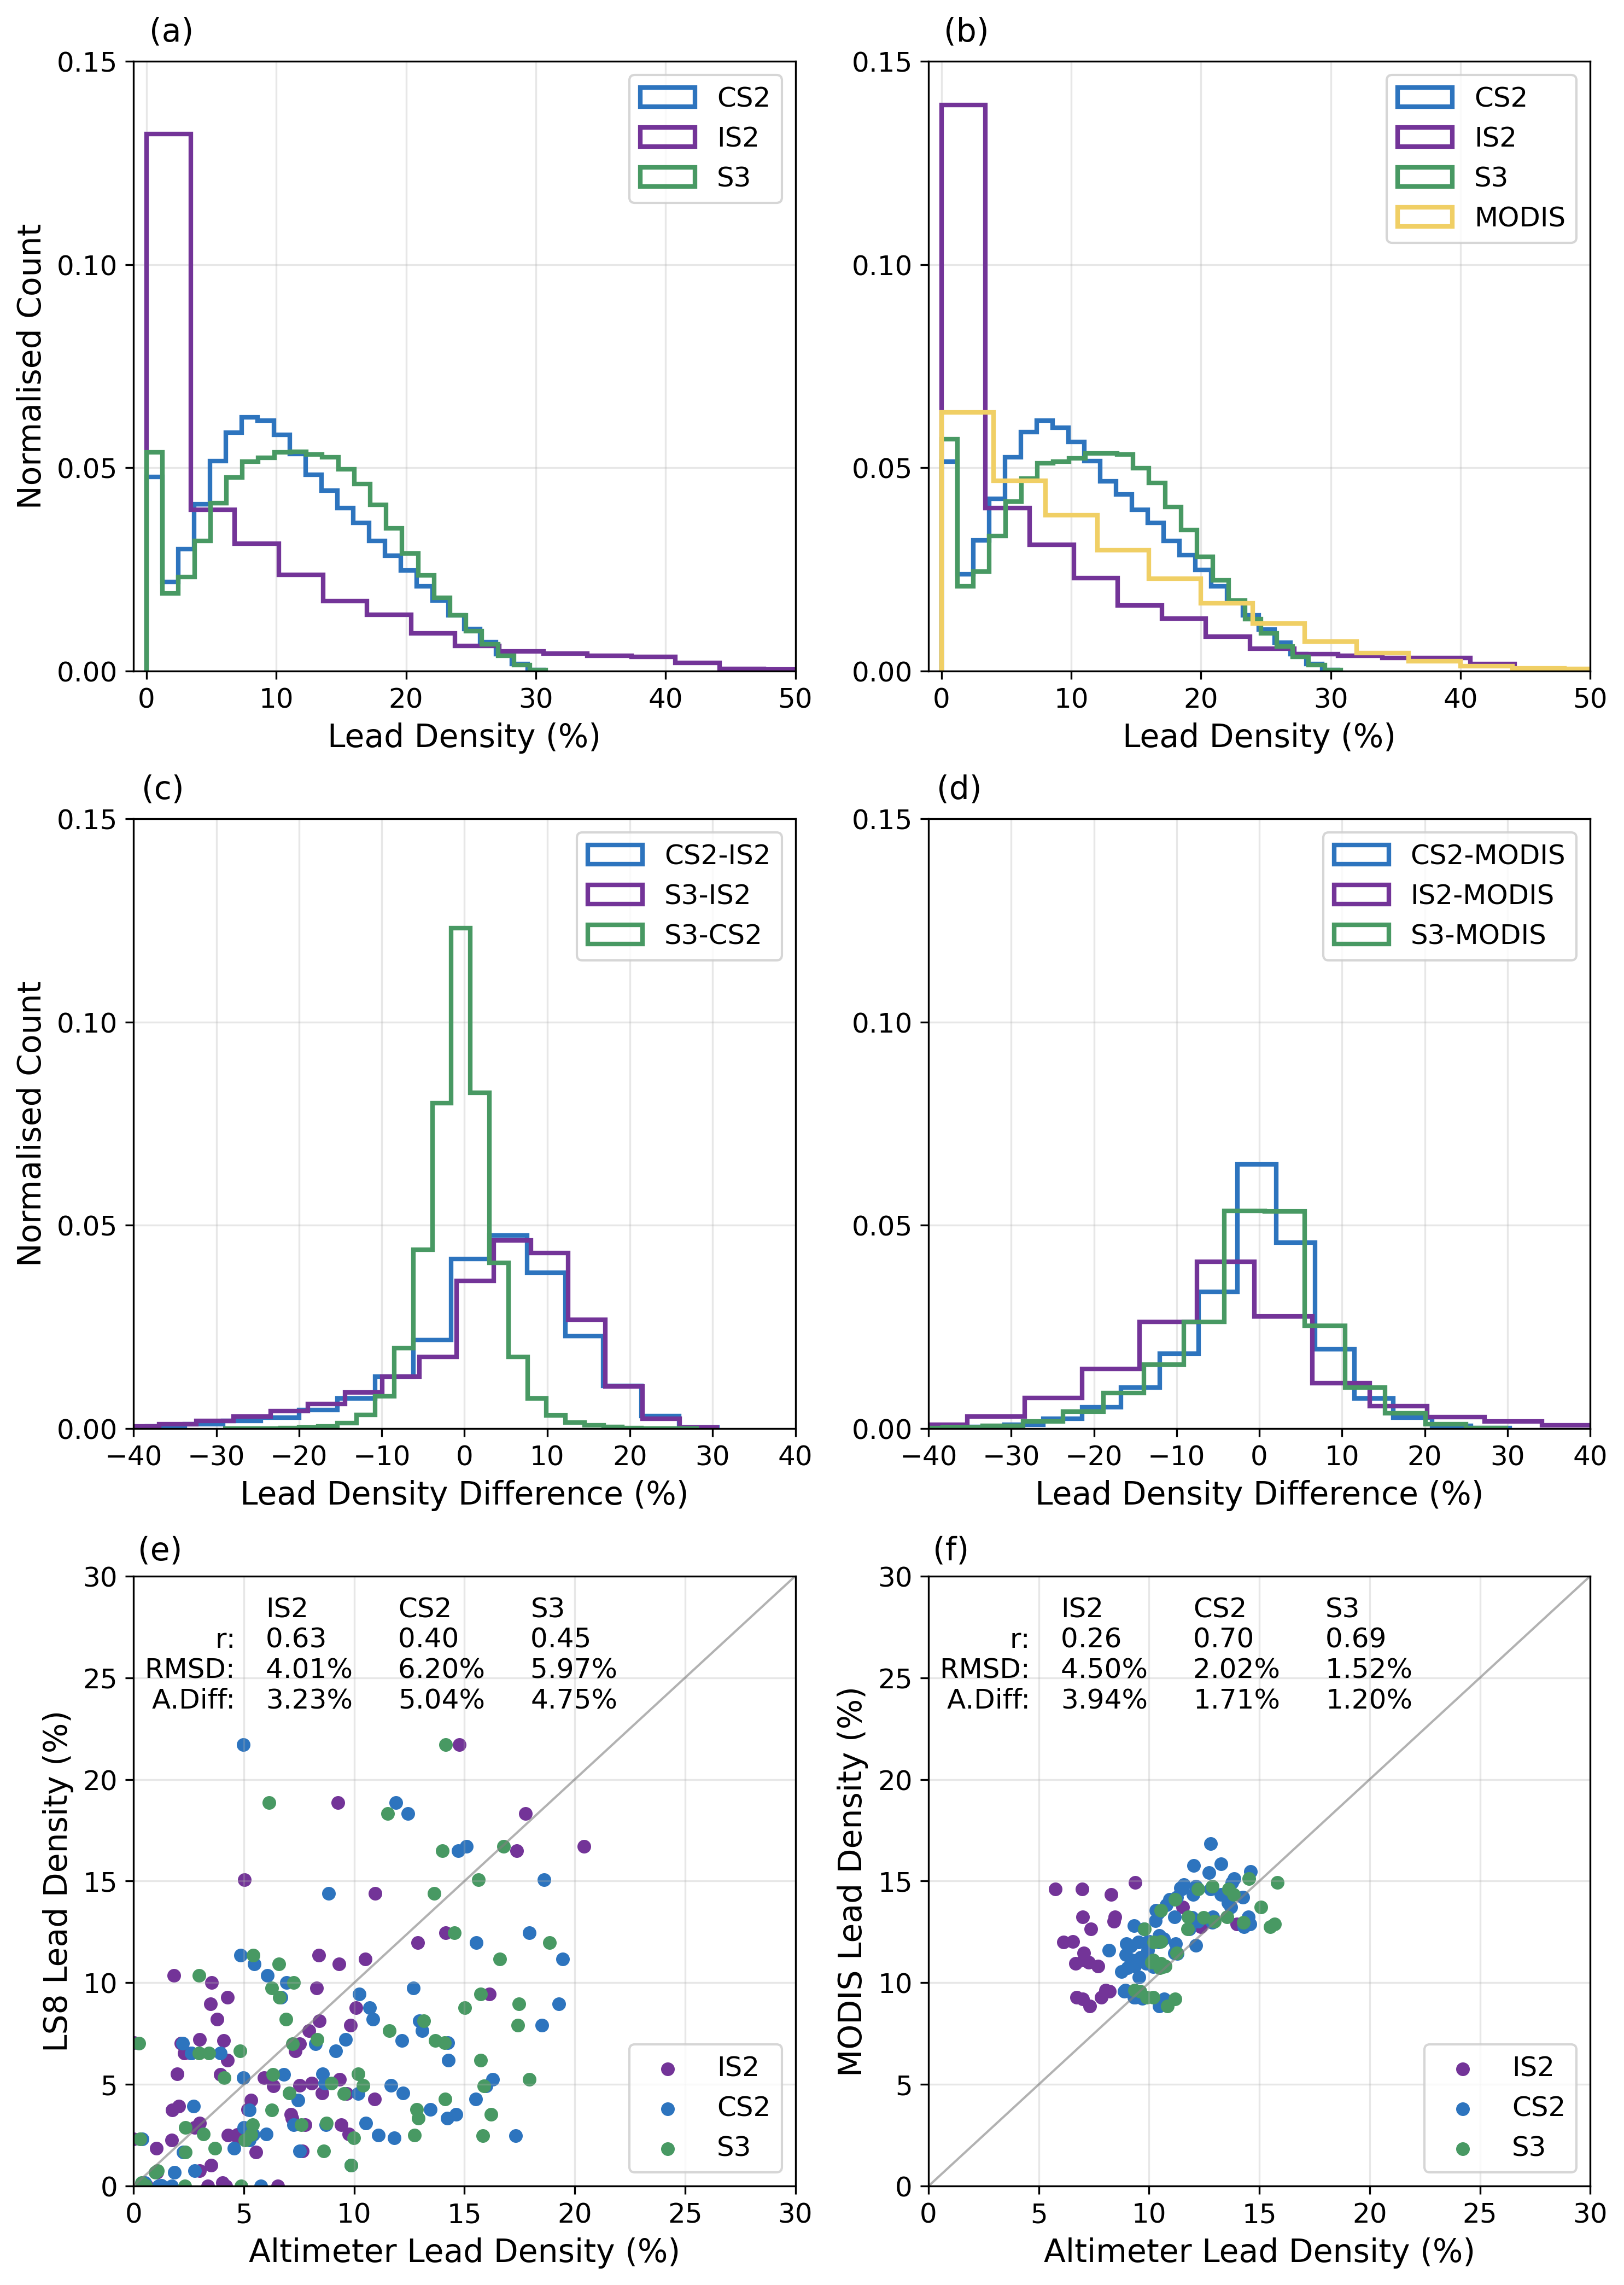 (a)
0.15
0.10
0.05
0.00
Normalised Count
CS2
IS2
S3
0 10 20 30 40 50
Lead Density (%)
(b)
0.15
0.10
0.05
0.00
CS2
IS2
S3
MODIS
0 10 20 30 40 50
Lead Density (%)
(c)
0.15
0.10
0.05
0.00
Normalised Count
CS2-IS2
S3-IS2
S3-CS2
−40 −30 −20 −10 0 10 20 30 40
Lead Density Difference (%)
(d)
0.15
0.10
0.05
0.00
CS2-MODIS
IS2-MODIS
S3-MODIS
−40 −30 −20 −10 0 10 20 30 40
Lead Density Difference (%)
(e)
30
25
20
15
10
5
0
LS8 Lead Density (%)
IS2 CS2 S3
r: 0.63 0.40 0.45
RMSD: 4.01% 6.20% 5.97%
A.Diff: 3.23% 5.04% 4.75%
IS2
CS2
S3
0 5 10 15 20 25 30
Altimeter Lead Density (%)
(f)
30
25
20
15
10
5
0
MODIS Lead Density (%)
IS2 CS2 S3
r: 0.26 0.70 0.69
RMSD: 4.50% 2.02% 1.52%
A.Diff: 3.94% 1.71% 1.20%
IS2
CS2
S3
0 5 10 15 20 25 30
Altimeter Lead Density (%)